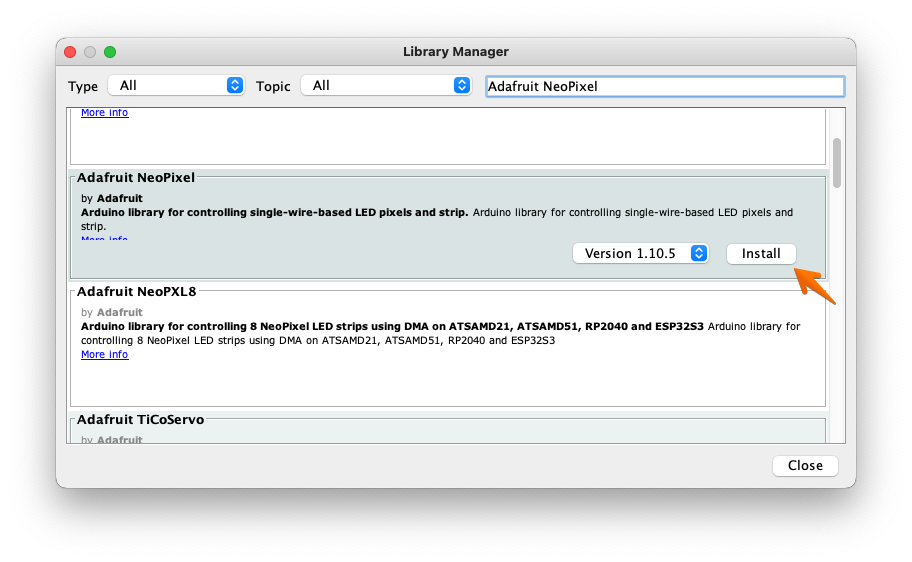 Library Manager
Type All Topic All Adafruit NeoPixel
More info
Adafruit NeoPixel
by Adafruit
Arduino library for controlling single-wire-based LED pixels and strip. Arduino library for controlling single-wire-based LED pixels and
strip.
More info
Version 1.10.5 Install
Adafruit NeoPXL8
by Adafruit
Arduino library for controlling 8 NeoPixel LED strips using DMA on ATSAMD21, ATSAMD51, RP2040 and ESP32S3 Arduino library for
controlling 8 NeoPixel LED strips using DMA on ATSAMD21, ATSAMD51, RP2040 and ESP32S3
More info
Adafruit TiCoServo
by Adafruit
Close